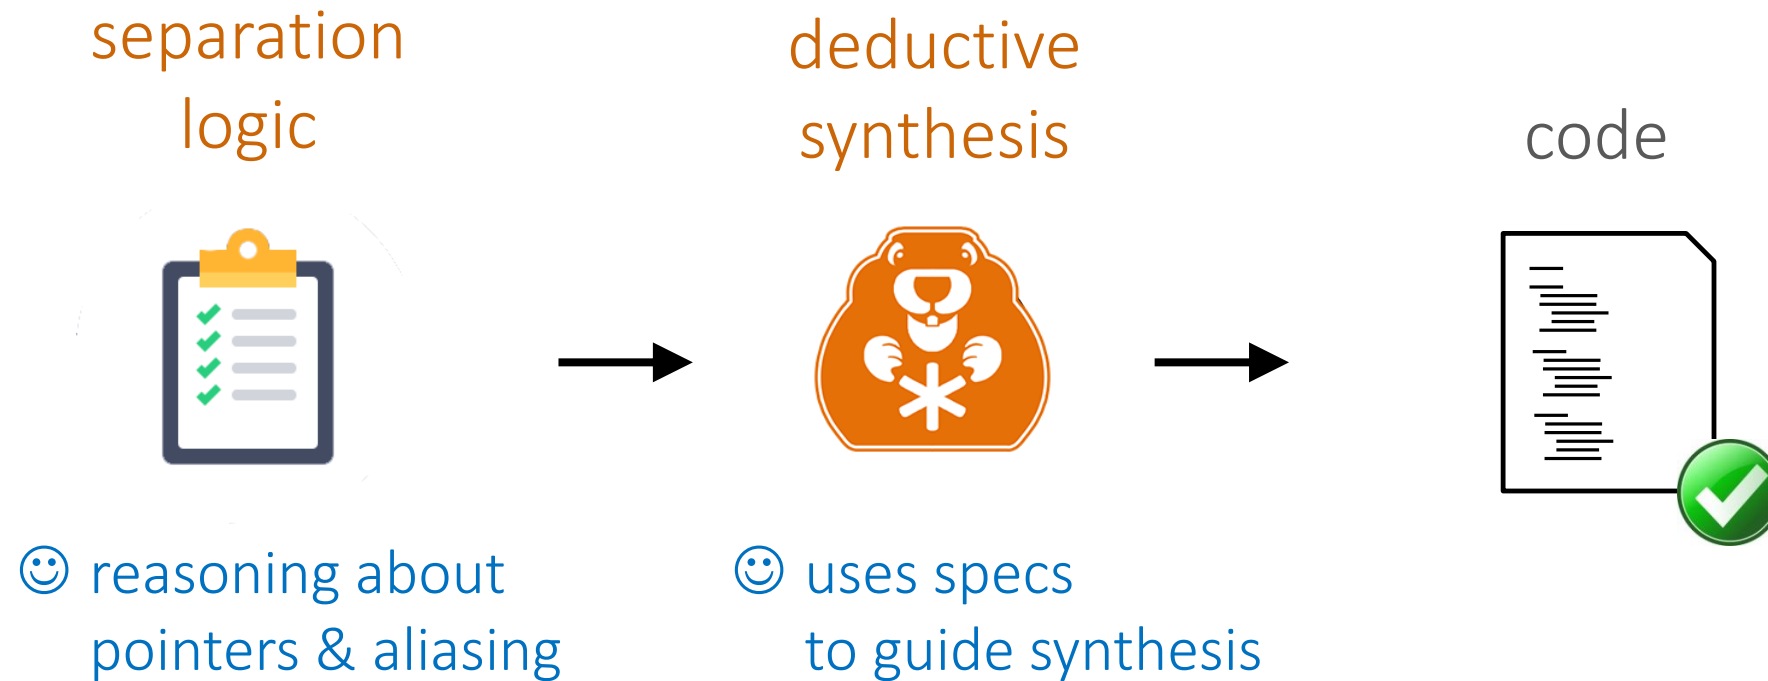 separation
logic
deductive
synthesis
code
reasoning about
pointers & aliasing
uses specs
to guide synthesis